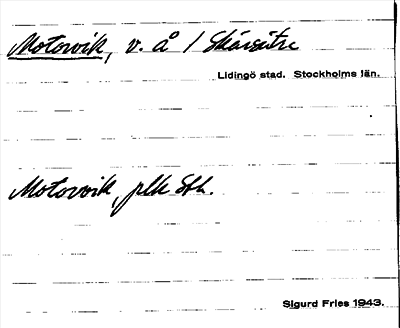 Motorvik, v. å / Skärsätra
Lidingö stad. Stockholms län.
Motorvik, plk Sth.
Sigurd Fries 1943.